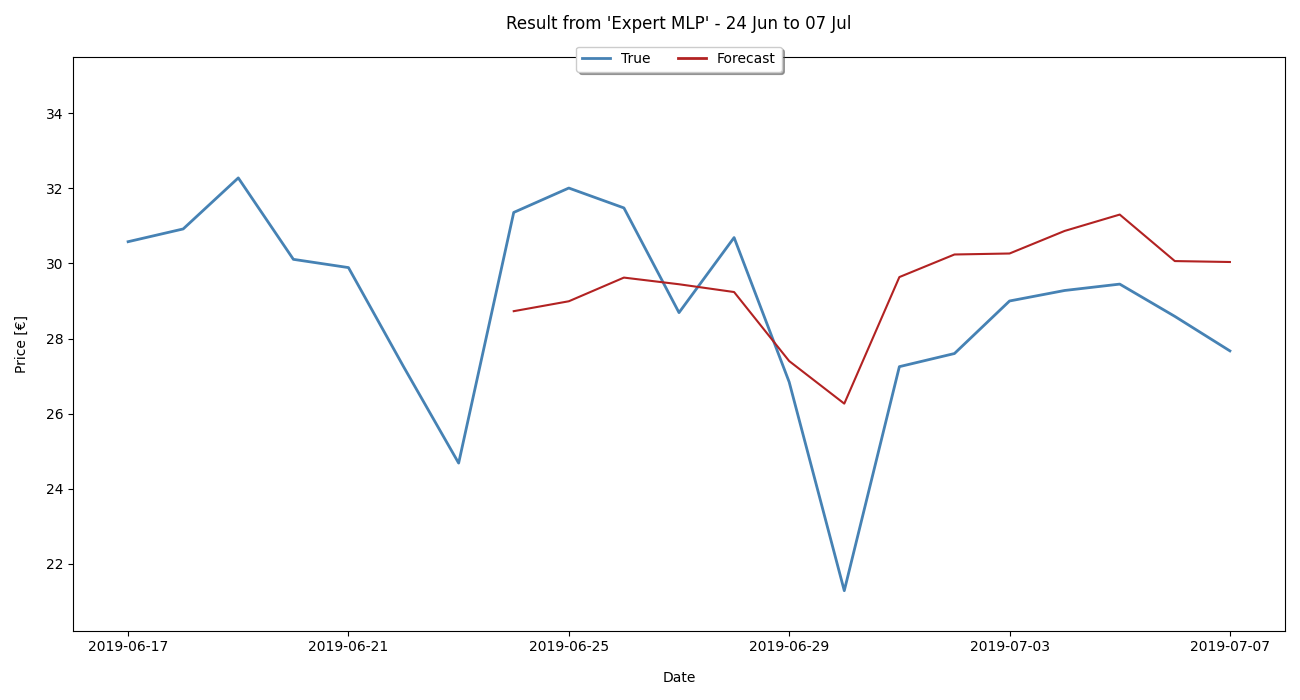 Result from 'Expert MLP' - 24 Jun to 07 Jul
True Forecast
34
32
30
28
26
24
22
Price [€]
2019-06-17 2019-06-21 2019-06-25 2019-06-29 2019-07-03 2019-07-07
Date